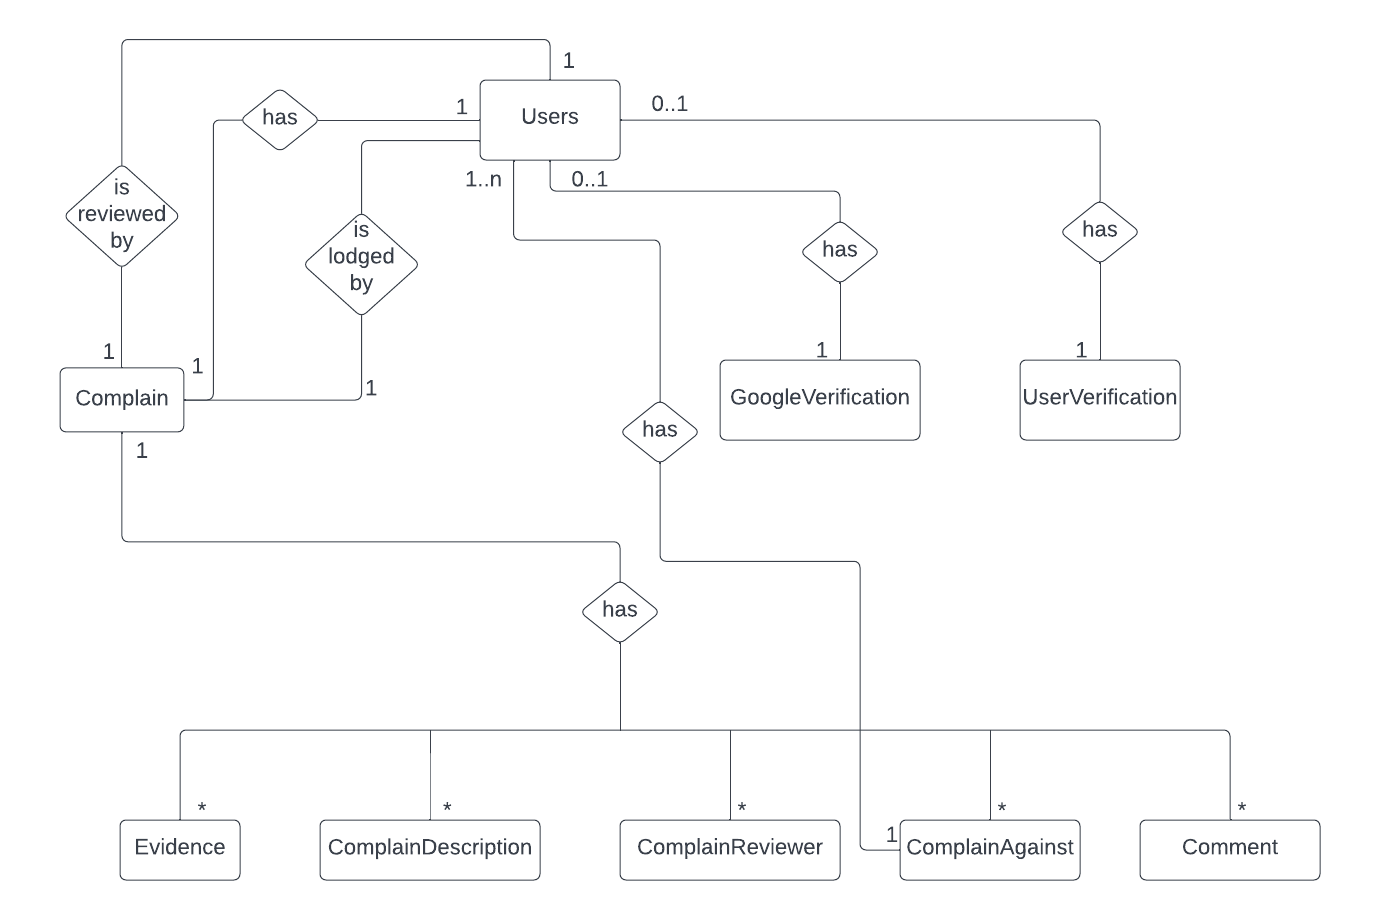 1
has
1
Users
0..1
is
reviewed
by
1..n
0..1
is
lodged
by
has
has
1
1
1
1
1
Complain
GoogleVerification
UserVerification
has
1
has
*
*
*
*
*
1
Evidence
ComplainDescription
ComplainReviewer
ComplainAgainst
Comment